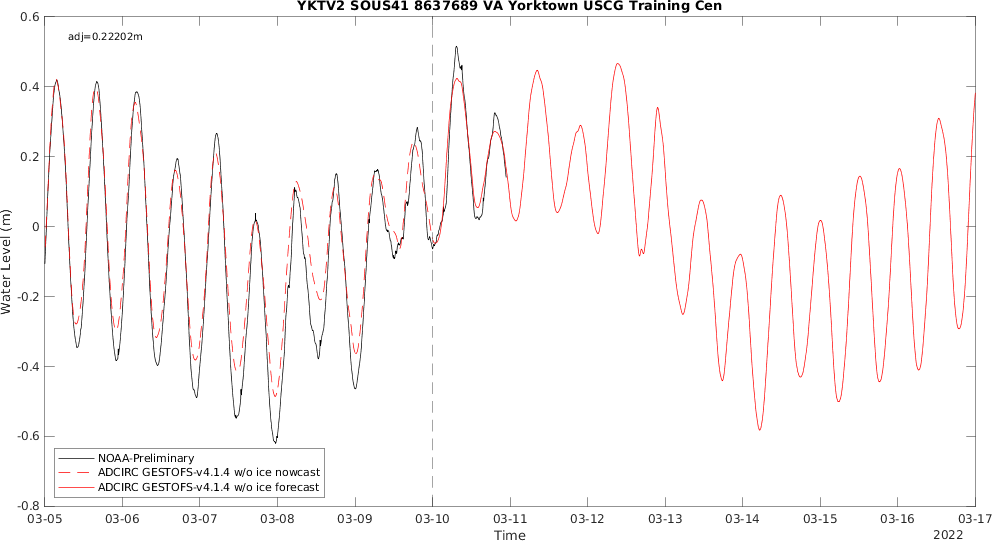 YKTV2 SOUS41 8637689 VA Yorktown USCG Training Cen
adj=0.22202m
0.6
0.4
0.2
0
-0.2
-0.4
-0.6
-0.8
Water Level (m)
NOAA-Preliminary
ADCIRC GESTOFS-v4.1.4 w/o ice nowcast
ADCIRC GESTOFS-v4.1.4 w/o ice forecast
03-05 03-06 03-07 03-08 03-09 03-10 03-11 03-12 03-13 03-14 03-15 03-16 03-17
Time
2022